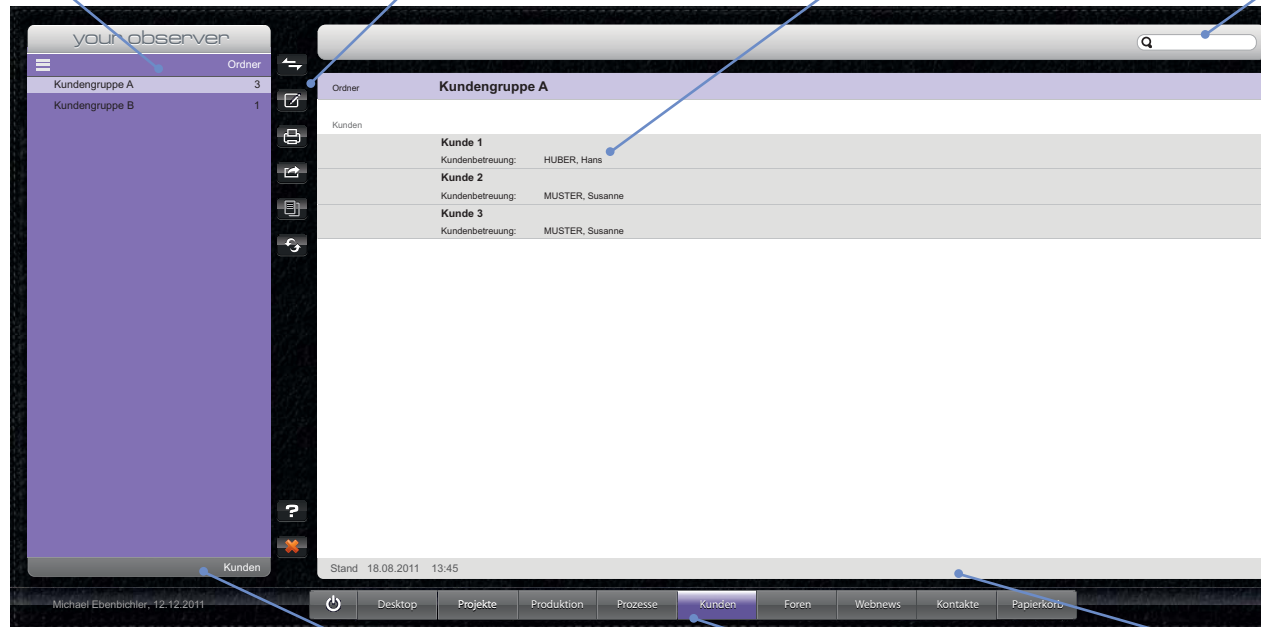 your observer
Ordner
Kundengruppe A 3
Kundengruppe B 1
Ordner Kundengruppe A
Kunden
Kunde 1
Kundenbetreuung: HUBER, Hans
Kunde 2
Kundenbetreuung: MUSTER, Susanne
Kunde 3
Kundenbetreuung: MUSTER, Susanne
?
Kunden
Stand 18.08.2011 13:45
Michael Ebenbichler, 12.12.2011
Desktop Projekte Produktion Prozesse Kunden Foren Webnews Kontakte Papierkorb